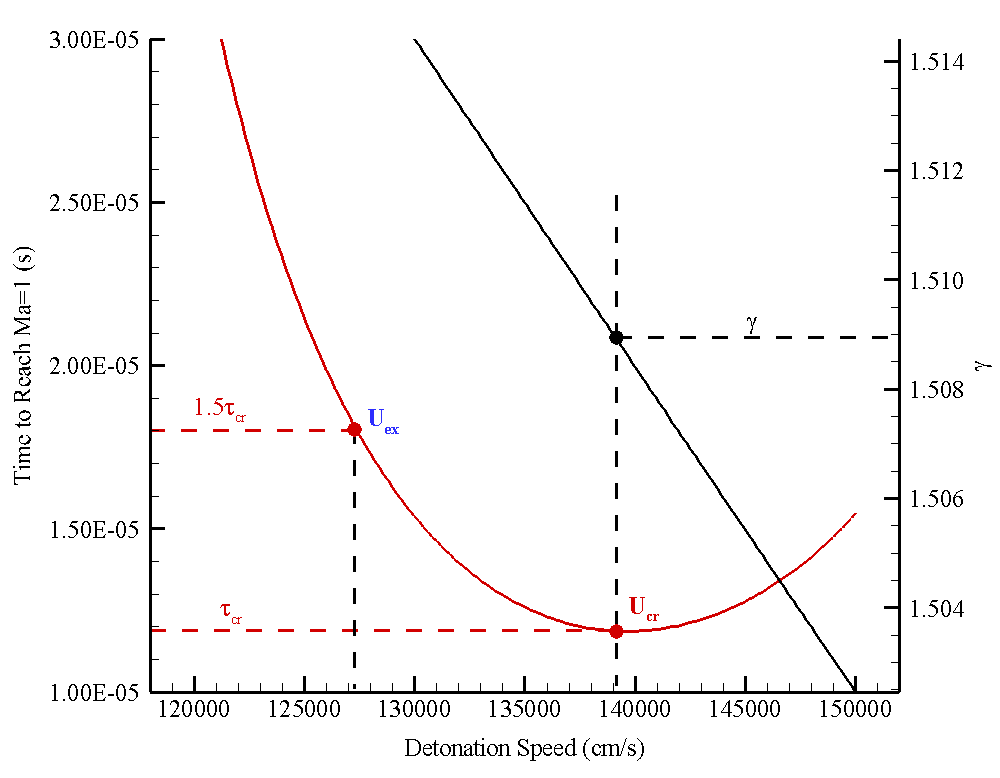 3.00E-05
2.50E-05
2.00E-05
1.50E-05
1.00E-05
Time to Reach Ma=1 (s)
1.514
1.512
1.510
1.508
1.506
1.504
γ
γ
1.5τcr
Uex
τcr
Ucr
120000 125000 130000 135000 140000 145000 150000
Detonation Speed (cm/s)